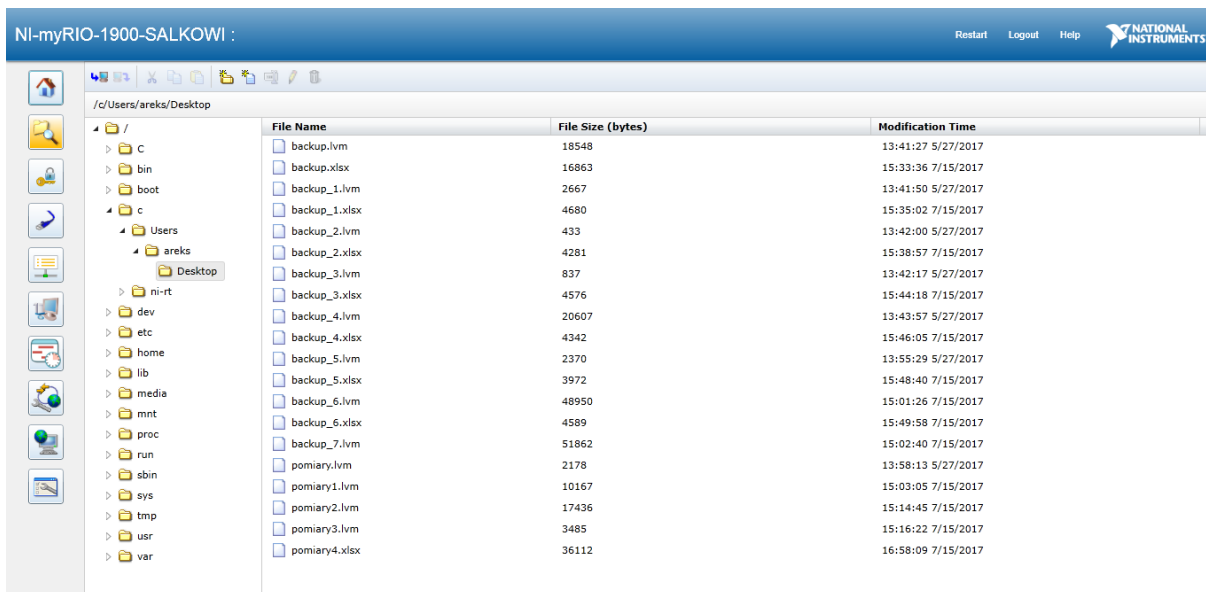 NI-myRIO-1900-SALKOWI :
Restart Logout Help NATIONAL INSTRUMENTS
/c/Users/areks/Desktop
/
C
bin
boot
c
Users
areks
Desktop
ni-rt
dev
etc
home
lib
media
mnt
proc
run
sbin
sys
tmp
usr
var
File Name File Size (bytes) Modification Time
backup.lvm 18548 13:41:27 5/27/2017
backup.xlsx 16863 15:33:36 7/15/2017
backup_1.lvm 2667 13:41:50 5/27/2017
backup_1.xlsx 4680 15:35:02 7/15/2017
backup_2.lvm 433 13:42:00 5/27/2017
backup_2.xlsx 4281 15:38:57 7/15/2017
backup_3.lvm 837 13:42:17 5/27/2017
backup_3.xlsx 4576 15:44:18 7/15/2017
backup_4.lvm 20607 13:43:57 5/27/2017
backup_4.xlsx 4342 15:46:05 7/15/2017
backup_5.lvm 2370 13:55:29 5/27/2017
backup_5.xlsx 3972 15:48:40 7/15/2017
backup_6.lvm 48950 15:01:26 7/15/2017
backup_6.xlsx 4589 15:49:58 7/15/2017
backup_7.lvm 51862 15:02:40 7/15/2017
pomiary.lvm 2178 13:58:13 5/27/2017
pomiary1.lvm 10167 15:03:05 7/15/2017
pomiary2.lvm 17436 15:14:45 7/15/2017
pomiary3.lvm 3485 15:16:22 7/15/2017
pomiary4.xlsx 36112 16:58:09 7/15/2017